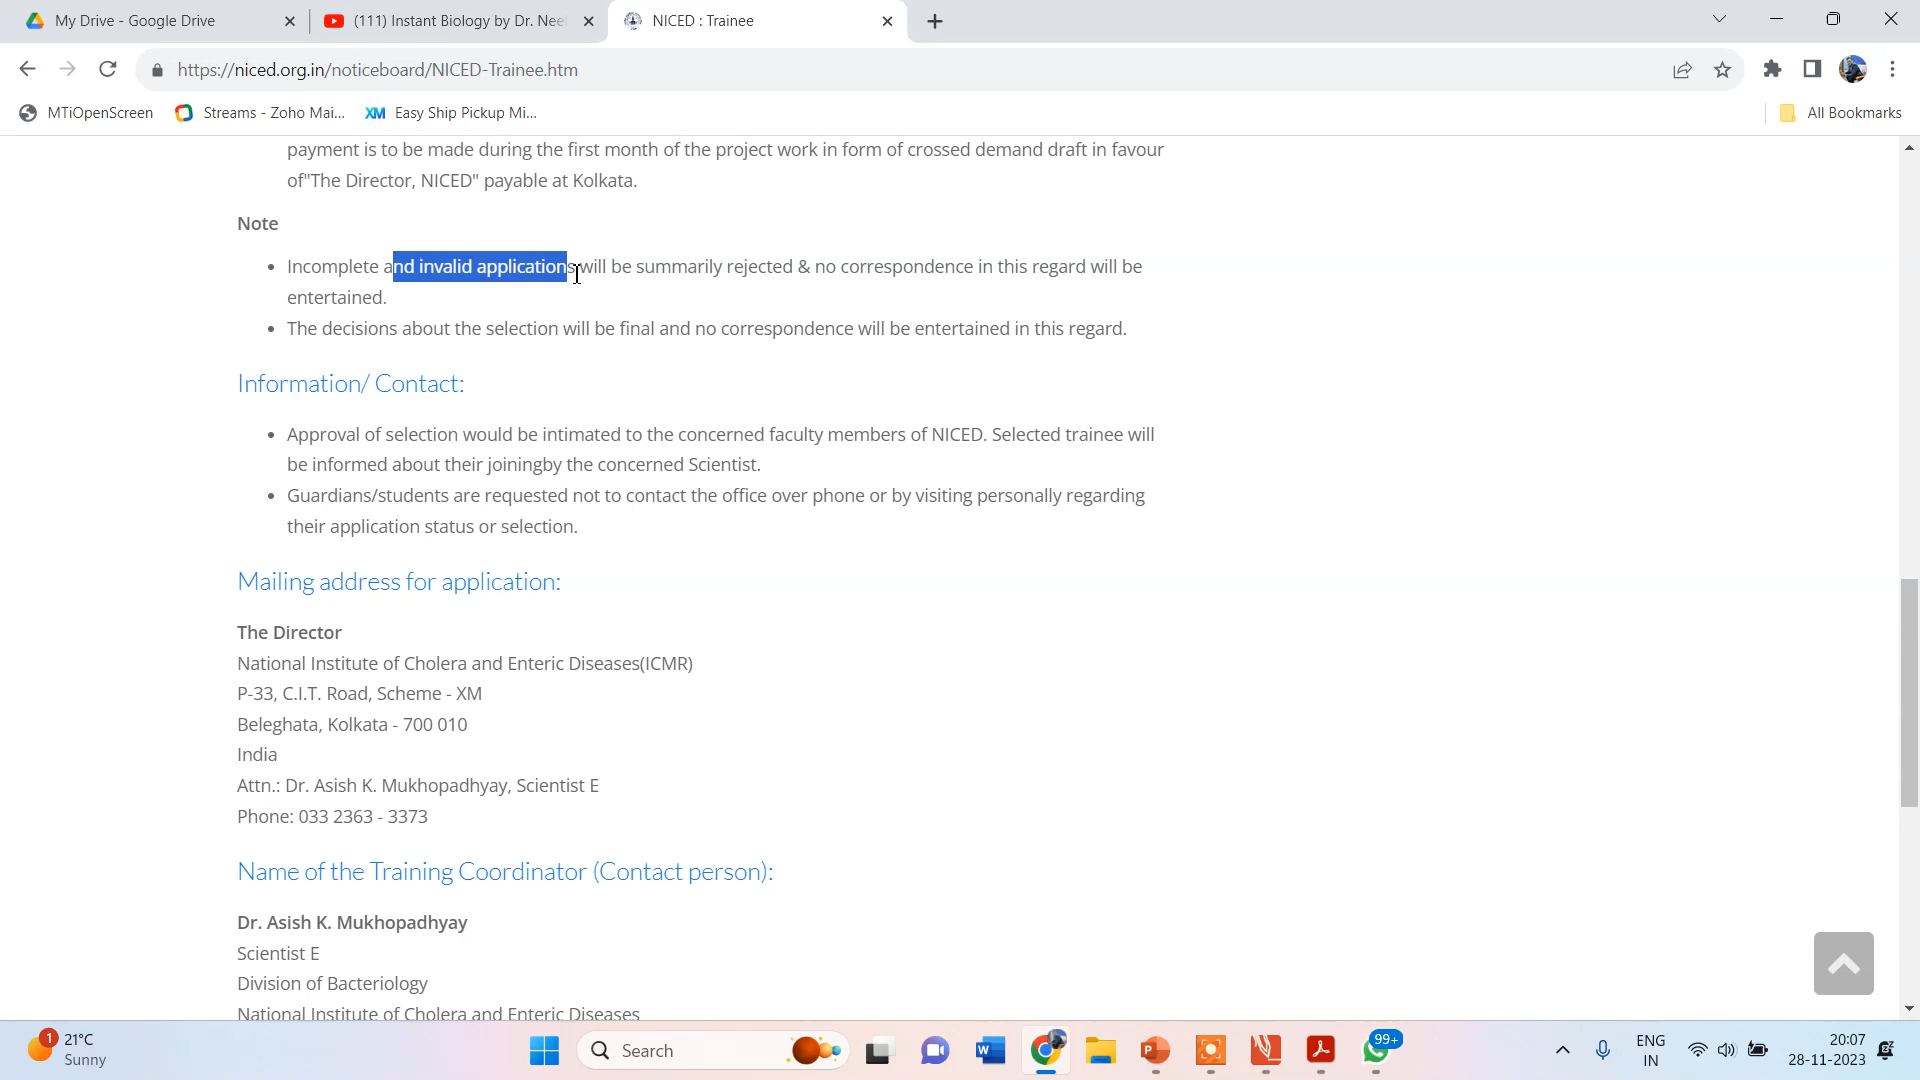 My Drive - Google Drive
(111) Instant Biology by Dr. Nee
NICED : Trainee
https://niced.org.in/noticeboard/NICED-Trainee.htm
MTiOpenScreen
Streams - Zoho Mai...
XM Easy Ship Pickup Mi...
All Bookmarks
payment is to be made during the first month of the project work in form of crossed demand draft in favour
of"The Director, NICED" payable at Kolkata.
Note
• Incomplete and invalid applications will be summarily rejected & no correspondence in this regard will be
entertained.
• The decisions about the selection will be final and no correspondence will be entertained in this regard.
Information/ Contact:
• Approval of selection would be intimated to the concerned faculty members of NICED. Selected trainee will
be informed about their joiningby the concerned Scientist.
• Guardians/students are requested not to contact the office over phone or by visiting personally regarding
their application status or selection.
Mailing address for application:
The Director
National Institute of Cholera and Enteric Diseases(ICMR)
P-33, C.I.T. Road, Scheme - XM
Beleghata, Kolkata - 700 010
India
Attn.: Dr. Asish K. Mukhopadhyay, Scientist E
Phone: 033 2363 - 3373
Name of the Training Coordinator (Contact person):
Dr. Asish K. Mukhopadhyay
Scientist E
Division of Bacteriology
National Institute of Cholera and Enteric Diseases
1
21°C
Sunny
Search
99+
ENG
IN
20:07
28-11-2023